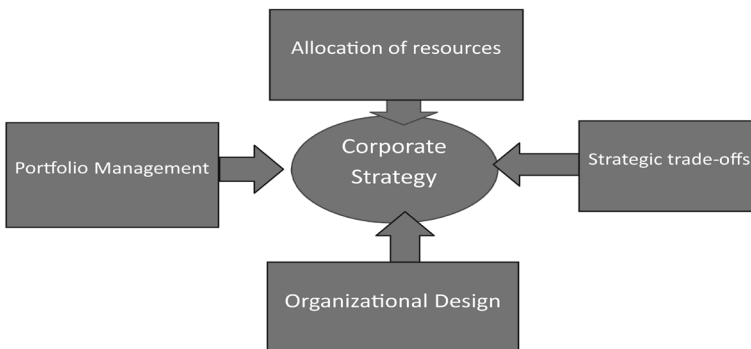 Allocation of resources
Portfolio Management
Corporate
Strategy
Strategic trade-offs
Organizational Design